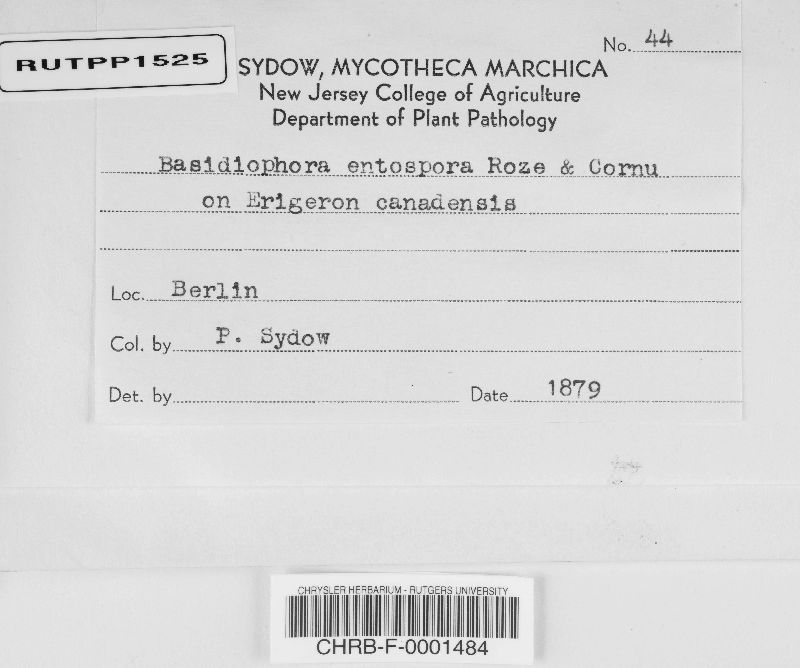 No. 44
RUTPP1525
SYDOW, MYCOTHECA MARCHICA
New Jersey College of Agriculture
Department of Plant Pathology
Basidiophora entospora Roze & Cornu
on Erigeron canadensis
Loc. Berlin
Col. by P. Sydow
Det. by Date 1879
CHRYSLER HERBARIUM - RUTGERS UNIVERSITY
CHRB-F-0001484